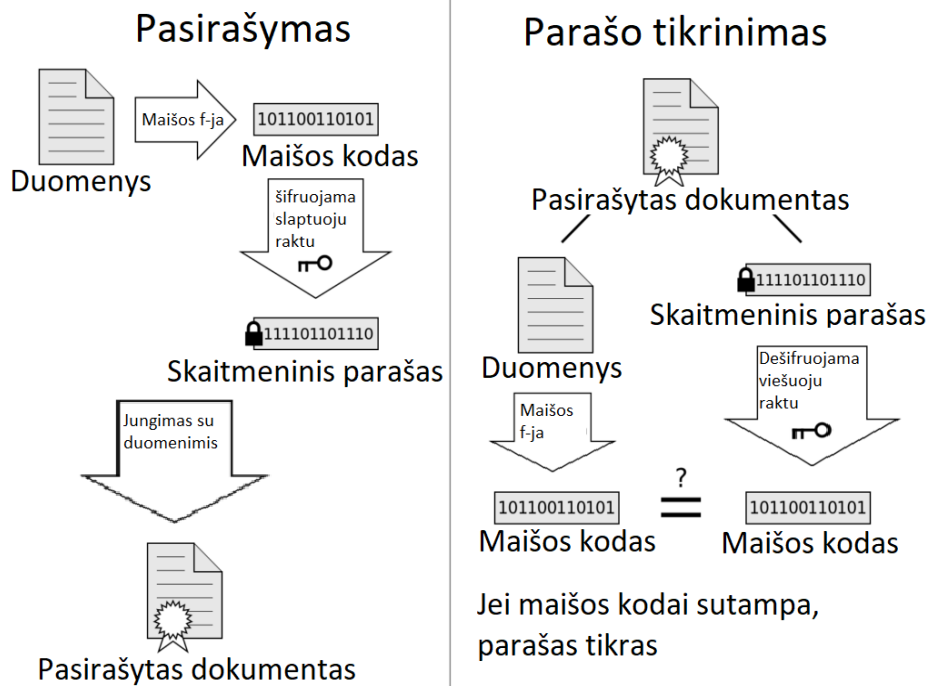 Pasirašymas
Maišos f-ja
101100110101
Duomenys
Maišos kodas
šifruojama
slaptuoju
raktu
111101101110
Skaitmeninis parašas
Jungimas su
duomenimis
Pasirašytas dokumentas
Parašo tikrinimas
Pasirašytas dokumentas
Duomenys
111101101110
Skaitmeninis parašas
Maišos
f-ja
Dešifruojama
viešuoju
raktu
101100110101
Maišos kodas
?
=
101100110101
Maišos kodas
Jei maišos kodai sutampa,
parašas tikras